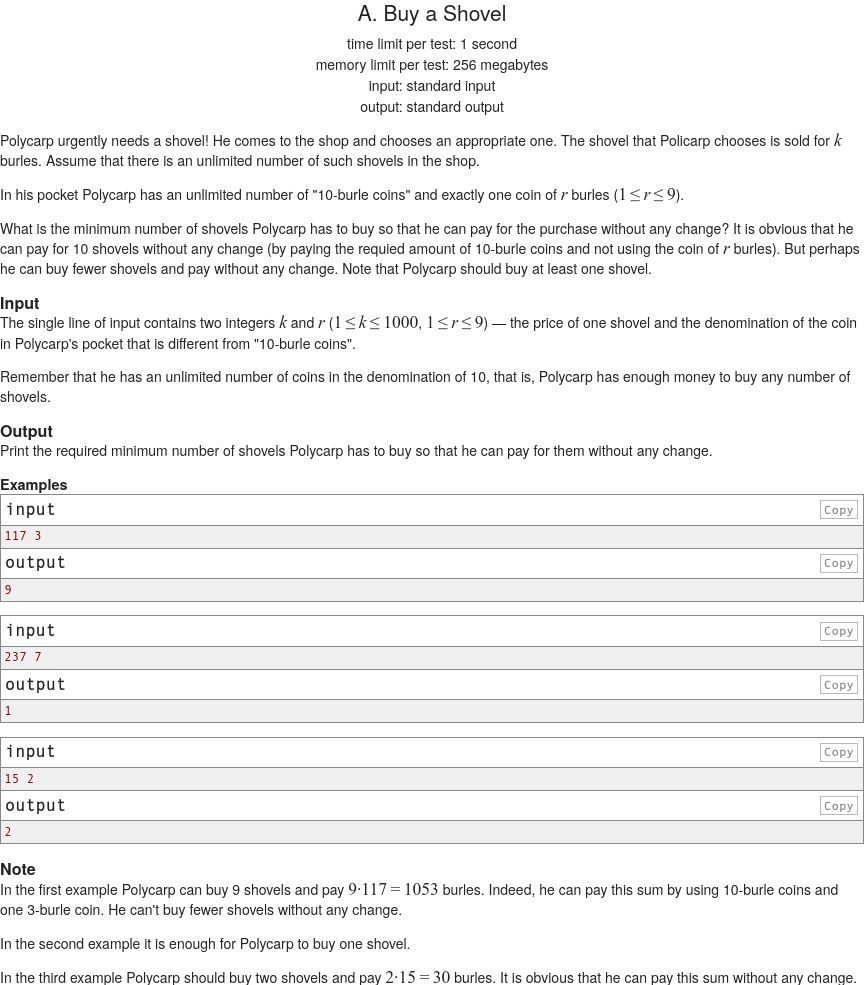 A. Buy a Shovel
time limit per test: 1 second
memory limit per test: 256 megabytes
input: standard input
output: standard output
Polycarp urgently needs a shovel! He comes to the shop and chooses an appropriate one. The shovel that Policarp chooses is sold for k
burles. Assume that there is an unlimited number of such shovels in the shop.
In his pocket Polycarp has an unlimited number of "10-burle coins" and exactly one coin of r burles (1 ≤ r ≤ 9).
What is the minimum number of shovels Polycarp has to buy so that he can pay for the purchase without any change? It is obvious that he
can pay for 10 shovels without any change (by paying the requied amount of 10-burle coins and not using the coin of r burles). But perhaps
he can buy fewer shovels and pay without any change. Note that Polycarp should buy at least one shovel.
Input
The single line of input contains two integers k and r (1 ≤ k ≤ 1000, 1 ≤ r ≤ 9) — the price of one shovel and the denomination of the coin
in Polycarp's pocket that is different from "10-burle coins".
Remember that he has an unlimited number of coins in the denomination of 10, that is, Polycarp has enough money to buy any number of
shovels.
Output
Print the required minimum number of shovels Polycarp has to buy so that he can pay for them without any change.
Examples
input Copy
117 3
output Copy
9
input Copy
237 7
output Copy
1
input Copy
15 2
output Copy
2
Note
In the first example Polycarp can buy 9 shovels and pay 9·117 = 1053 burles. Indeed, he can pay this sum by using 10-burle coins and
one 3-burle coin. He can't buy fewer shovels without any change.
In the second example it is enough for Polycarp to buy one shovel.
In the third example Polycarp should buy two shovels and pay 2·15 = 30 burles. It is obvious that he can pay this sum without any change.